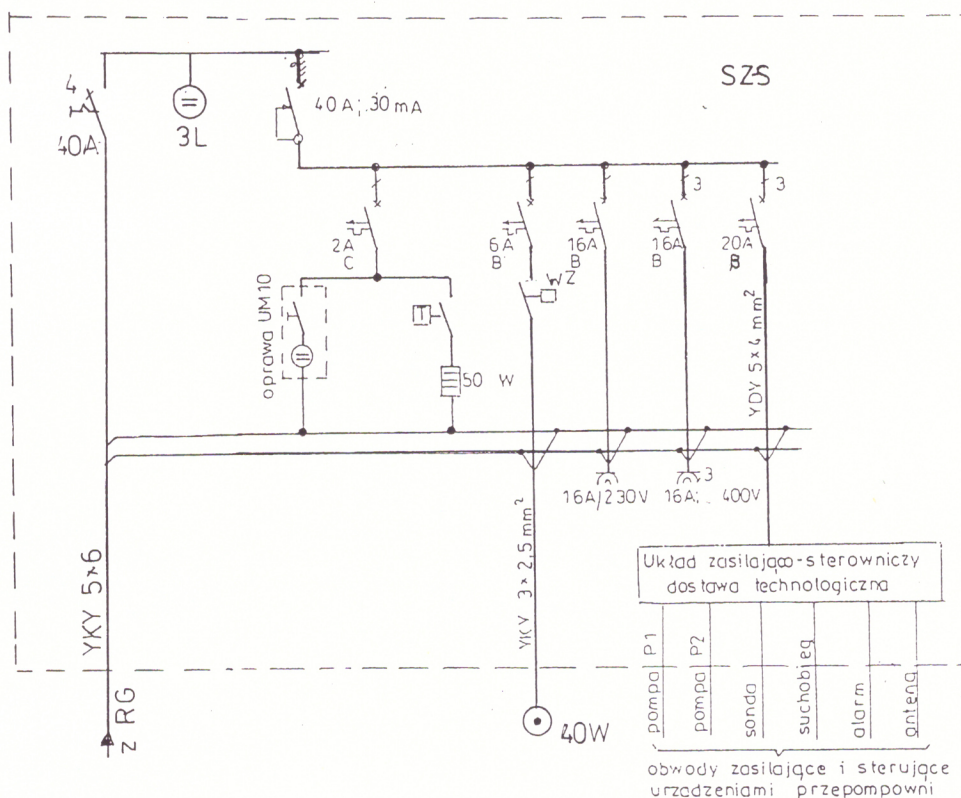 SZS
4
40A
3L
40A; 30mA
3
3
2A
C
6A
B
16A
B
16A
B
20A
B
WZ
oprawa UM10
T
50 W
YDY 5x4 mm²
16A/230V
3
16A; 400V
YKY 5x6
YKY 3x2,5mm²
Układ zasilająco-sterowniczy
dostawa technologiczna
pompa P1
pompa P2
sonda
suchobieg
alarm
antena
z RG
40W
obwody zasilające i sterujące
urządzeniami przepompowni